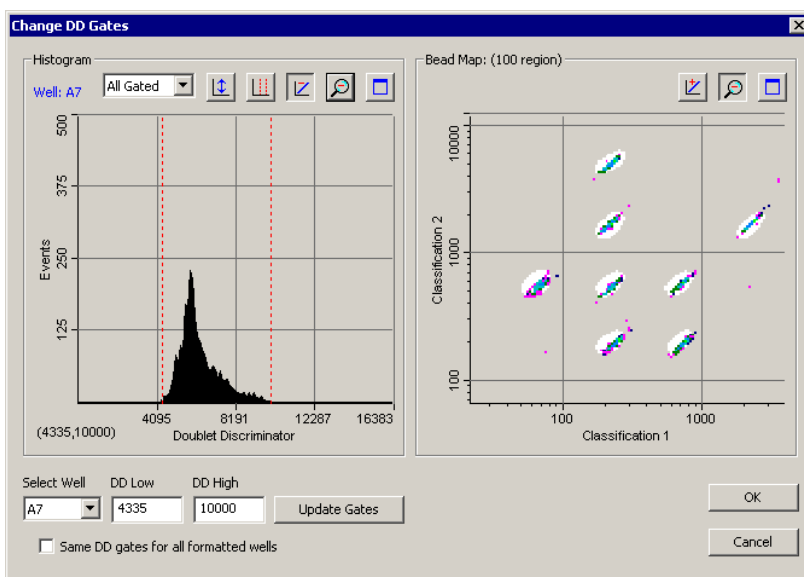 Change DD Gates
Histogram
Well: A7
All Gated
500
375
250
125
Events
4095
8191
12287
16383
(4335,10000)
Doublet Discriminator
Bead Map: (100 region)
10000
1000
100
Classification 2
100
1000
Classification 1
Select Well
DD Low
DD High
A7
4335
10000
Update Gates
Same DD gates for all formatted wells
OK
Cancel